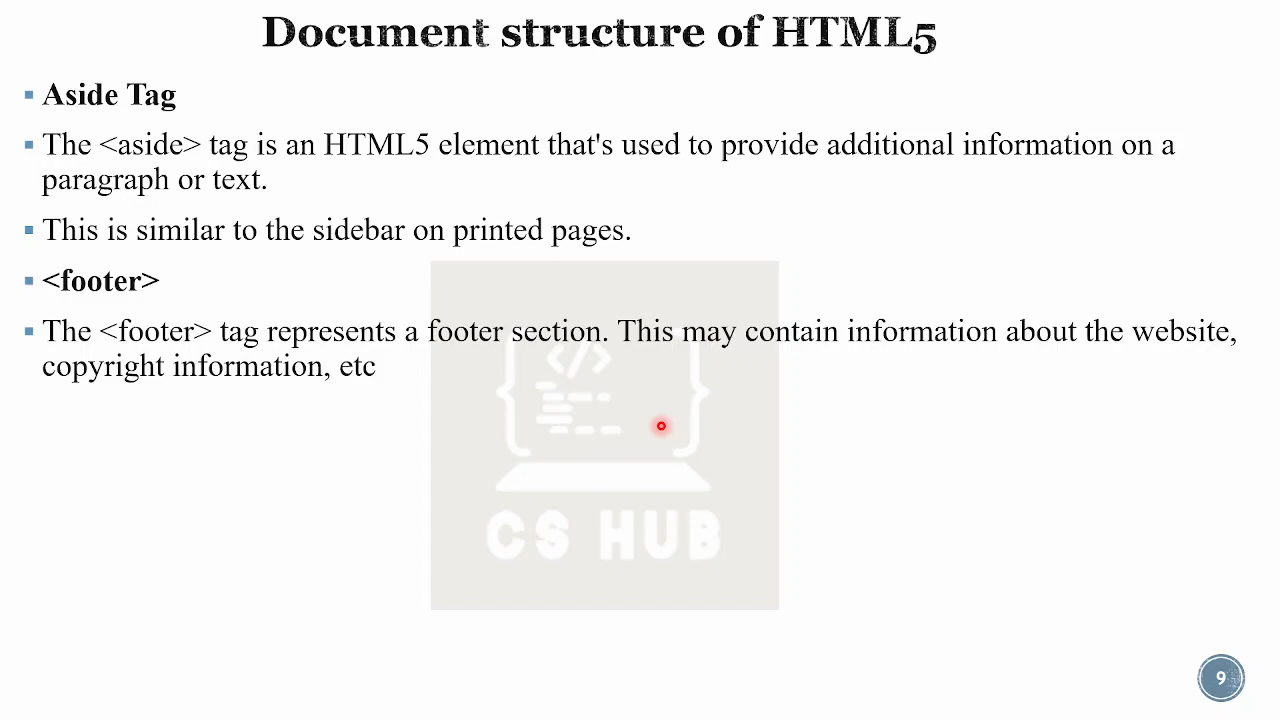 Document structure of HTML5
Aside Tag
The <aside> tag is an HTML5 element that's used to provide additional information on a
paragraph or text.
This is similar to the sidebar on printed pages.
<footer>
The <footer> tag represents a footer section. This may contain information about the website,
copyright information, etc
</>
CS HUB
9